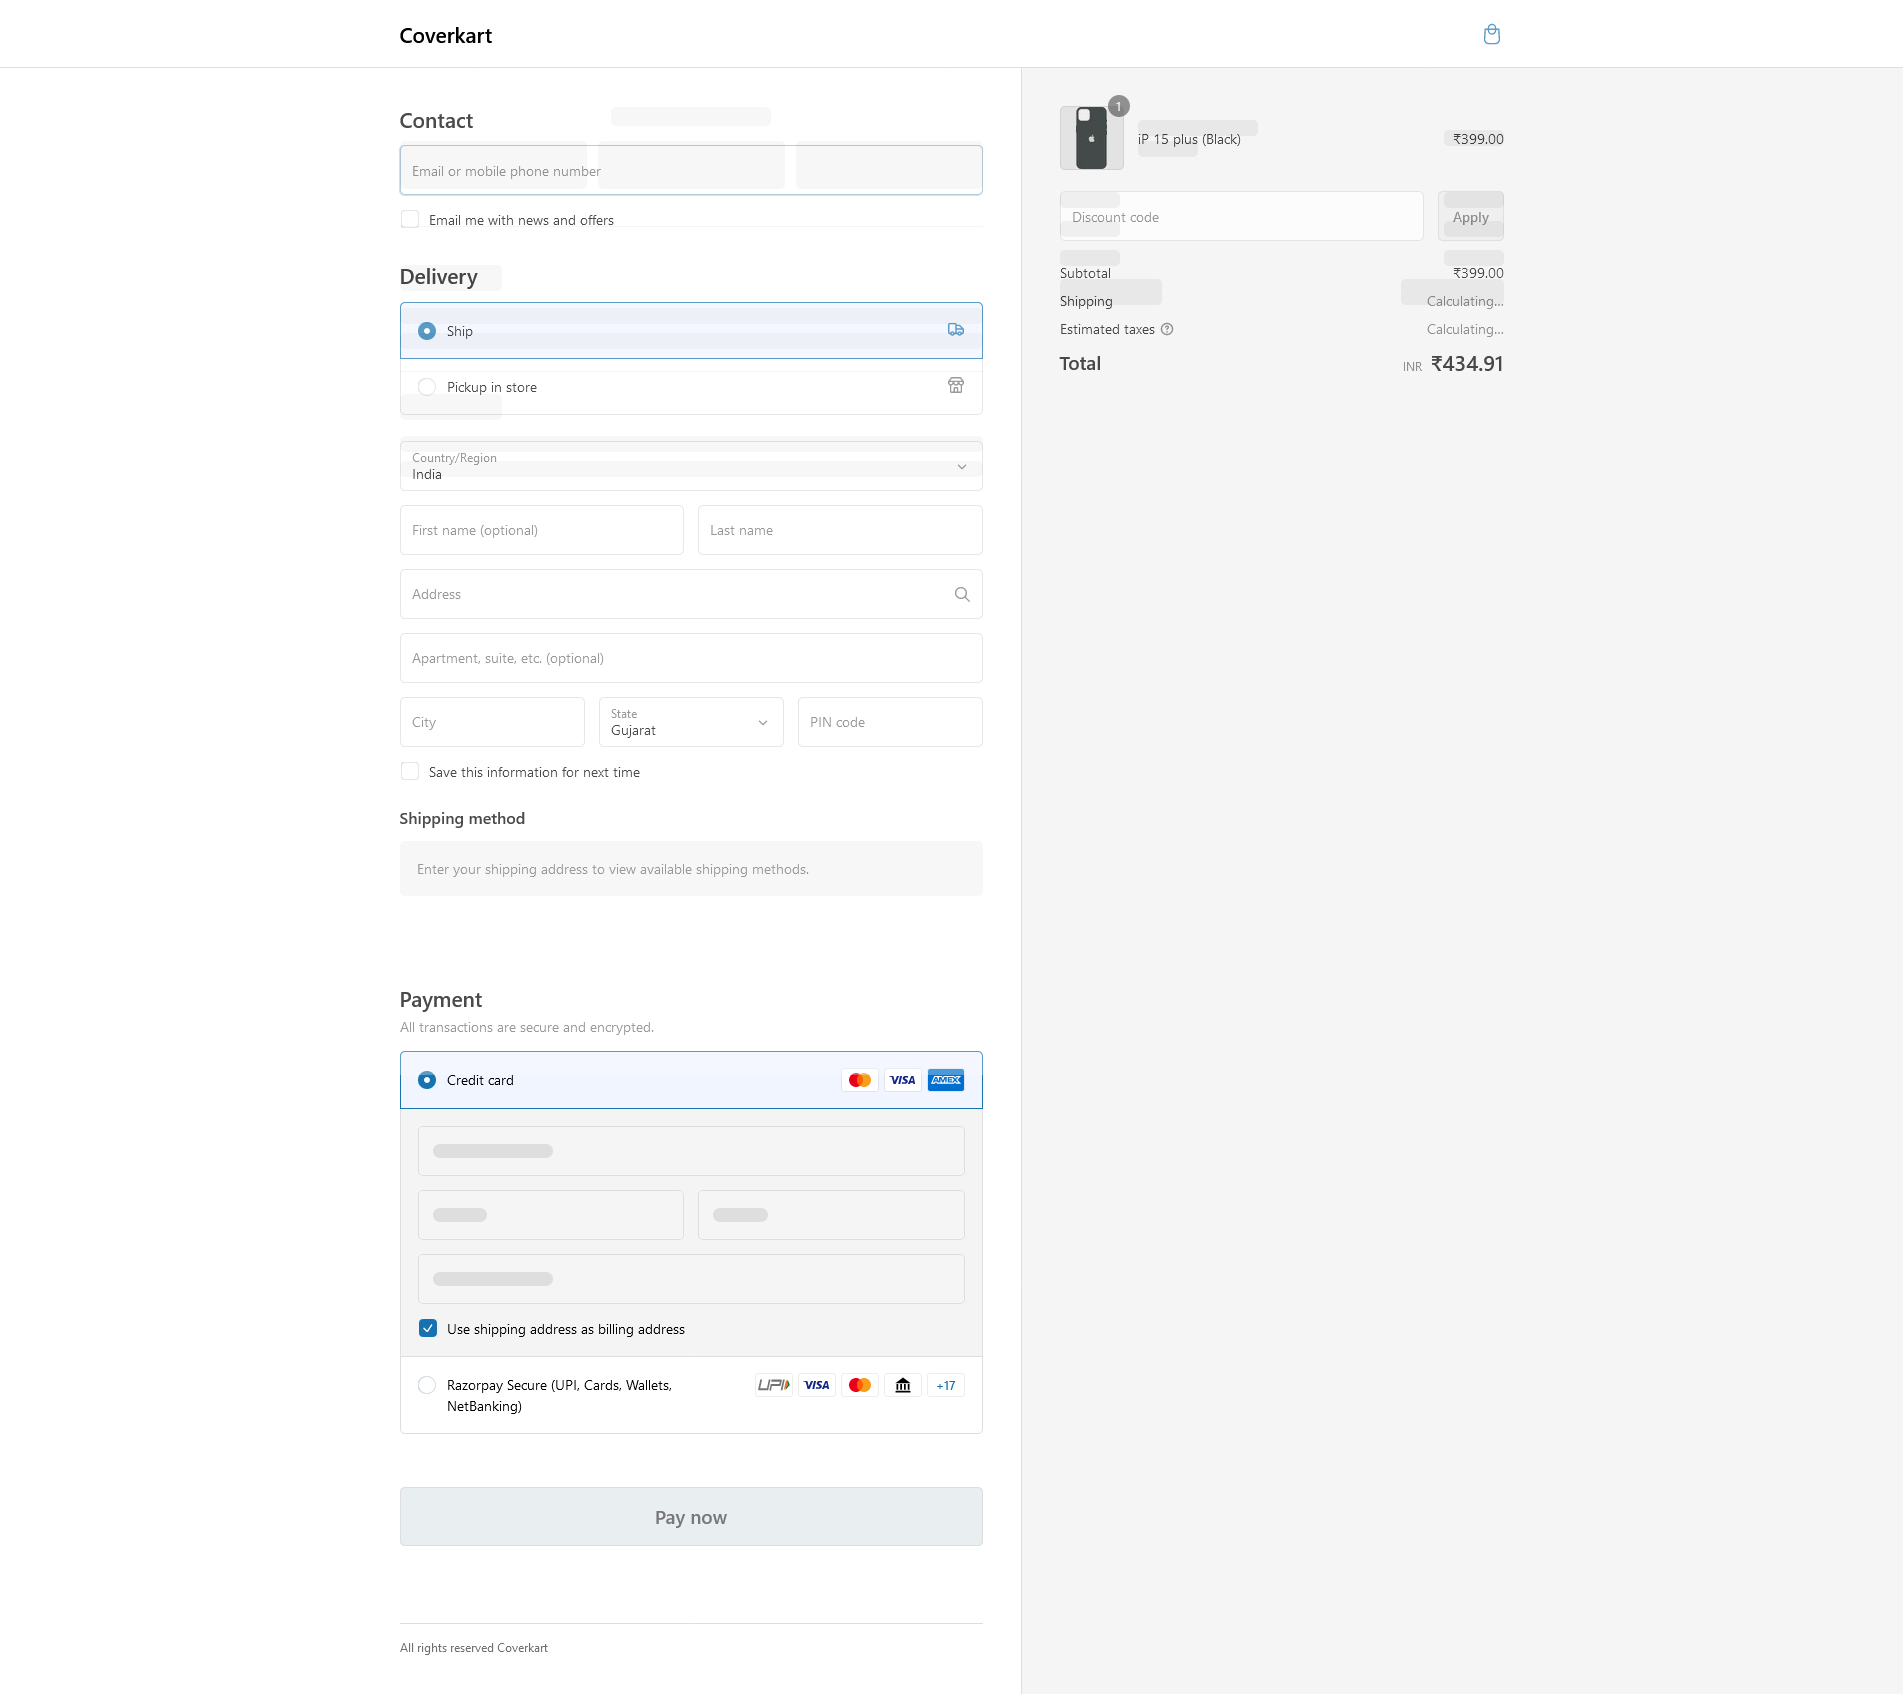 Coverkart
Contact
Email or mobile phone number
Email me with news and offers
Delivery
Ship
Pickup in store
Country/Region
India
First name (optional)
Last name
Address
Apartment, suite, etc. (optional)
City
State
Gujarat
PIN code
Save this information for next time
Shipping method
Enter your shipping address to view available shipping methods.
Payment
All transactions are secure and encrypted.
Credit card
VISA
AMEX
Use shipping address as billing address
Razorpay Secure (UPI, Cards, Wallets,
NetBanking)
UPI
VISA
+17
Pay now
All rights reserved Coverkart
1
iP 15 plus (Black)
₹399.00
Discount code
Apply
Subtotal
₹399.00
Shipping
Calculating...
Estimated taxes
Calculating...
Total
INR ₹434.91